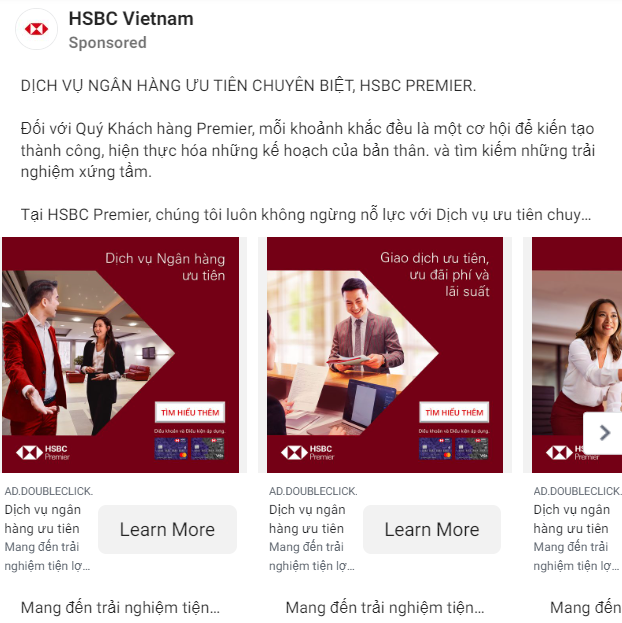 HSBC Vietnam
Sponsored
DỊCH VỤ NGÂN HÀNG ƯU TIÊN CHUYÊN BIỆT, HSBC PREMIER.
Đối với Quý Khách hàng Premier, mỗi khoảnh khắc đều là một cơ hội để kiến tạo
thành công, hiện thực hóa những kế hoạch của bản thân. và tìm kiếm những trải
nghiệm xứng tầm.
Tại HSBC Premier, chúng tôi luôn không ngừng nỗ lực với Dịch vụ ưu tiên chuy...
Dịch vụ Ngân hàng
ưu tiên
TÌM HIỂU THÊM
Điều khoản và Điều kiện áp dụng.
HSBC
Premier
Giao dịch ưu tiên,
ưu đãi phí và
lãi suất
TÌM HIỂU THÊM
Điều khoản và Điều kiện áp dụng.
HSBC
Premier
HSBC
Premier
AD.DOUBLECLICK.
Dịch vụ ngân
hàng ưu tiên
Mang đến trải
nghiệm tiện lợ...
Learn More
AD.DOUBLECLICK.
Dịch vụ ngân
hàng ưu tiên
Mang đến trải
nghiệm tiện lợ...
Learn More
AD.DOUBLECLICK.
Dịch vụ ngân
hàng ưu tiên
Mang đến trải
nghiệm tiện lợ...
Mang đến trải nghiệm tiện...
Mang đến trải nghiệm tiện...
Mang đến